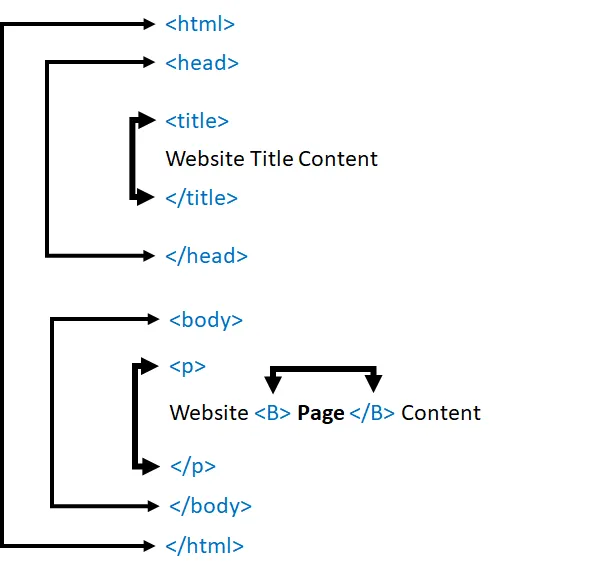 <html>
<head>
<title>
Website Title Content
</title>
</head>
<body>
<p>
Website <B> Page </B> Content
</p>
</body>
</html>